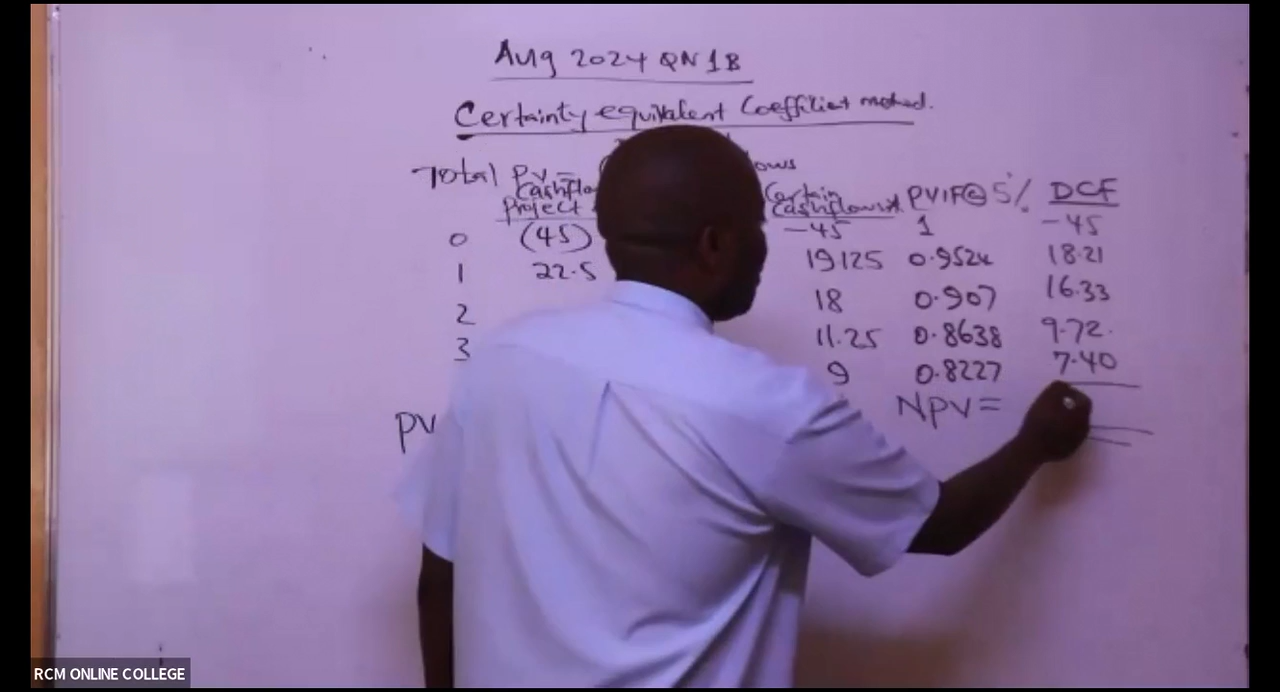 Aug 2024 QN 1B
Certainty equivalent Coefficient method.
Total PV =
Cashflo Certain
Project Cashflows PVIF@ 5% DCF
0 (45) -45 1 -45
1 22.5 19125 0.9524 18.21
2 18 0.907 16.33
3 11.25 0.8638 9.72.
9 0.8227 7.40
PV NPV=
RCM ONLINE COLLEGE